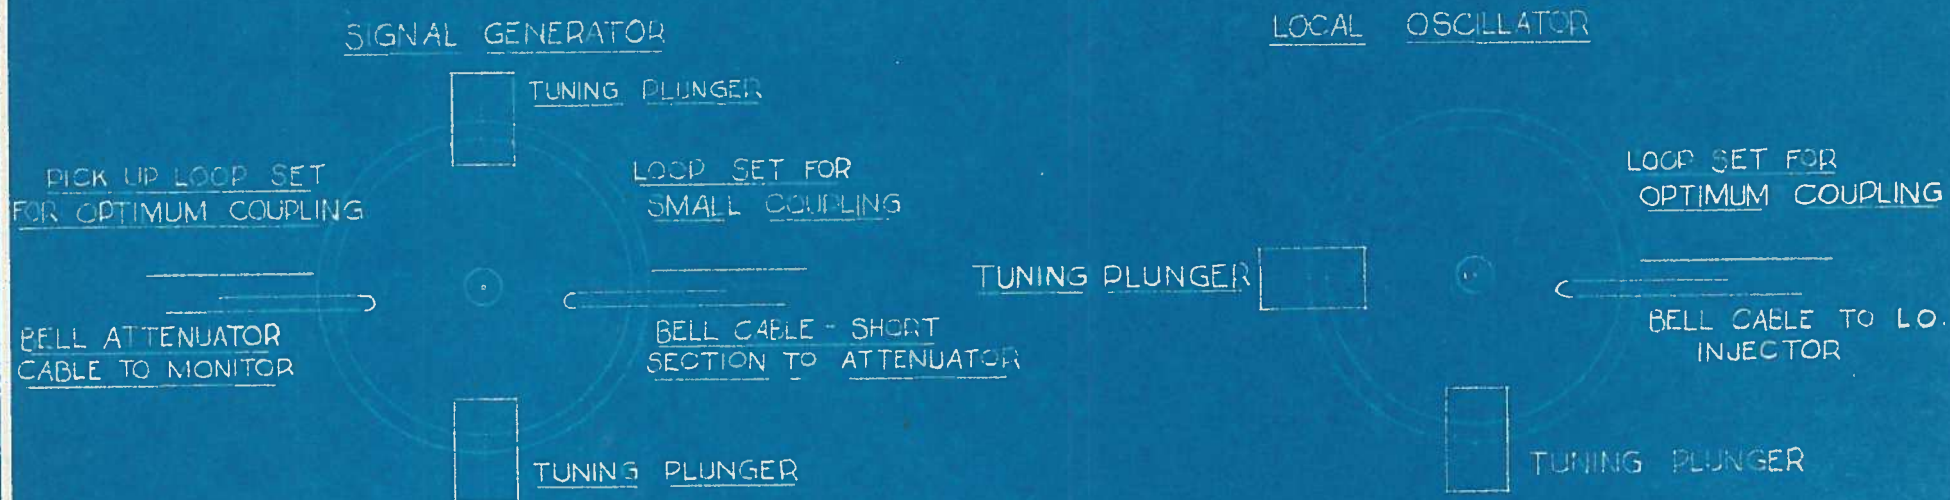 SIGNAL GENERATOR
TUNING PLUNGER
PICK UP LOOP SET
FOR OPTIMUM COUPLING
LOOP SET FOR
SMALL COUPLING
BELL ATTENUATOR
CABLE TO MONITOR
BELL CABLE - SHORT
SECTION TO ATTENUATOR
TUNING PLUNGER
LOCAL OSCILLATOR
LOOP SET FOR
OPTIMUM COUPLING
TUNING PLUNGER
BELL CABLE TO L.O.
INJECTOR
TUNING PLUNGER